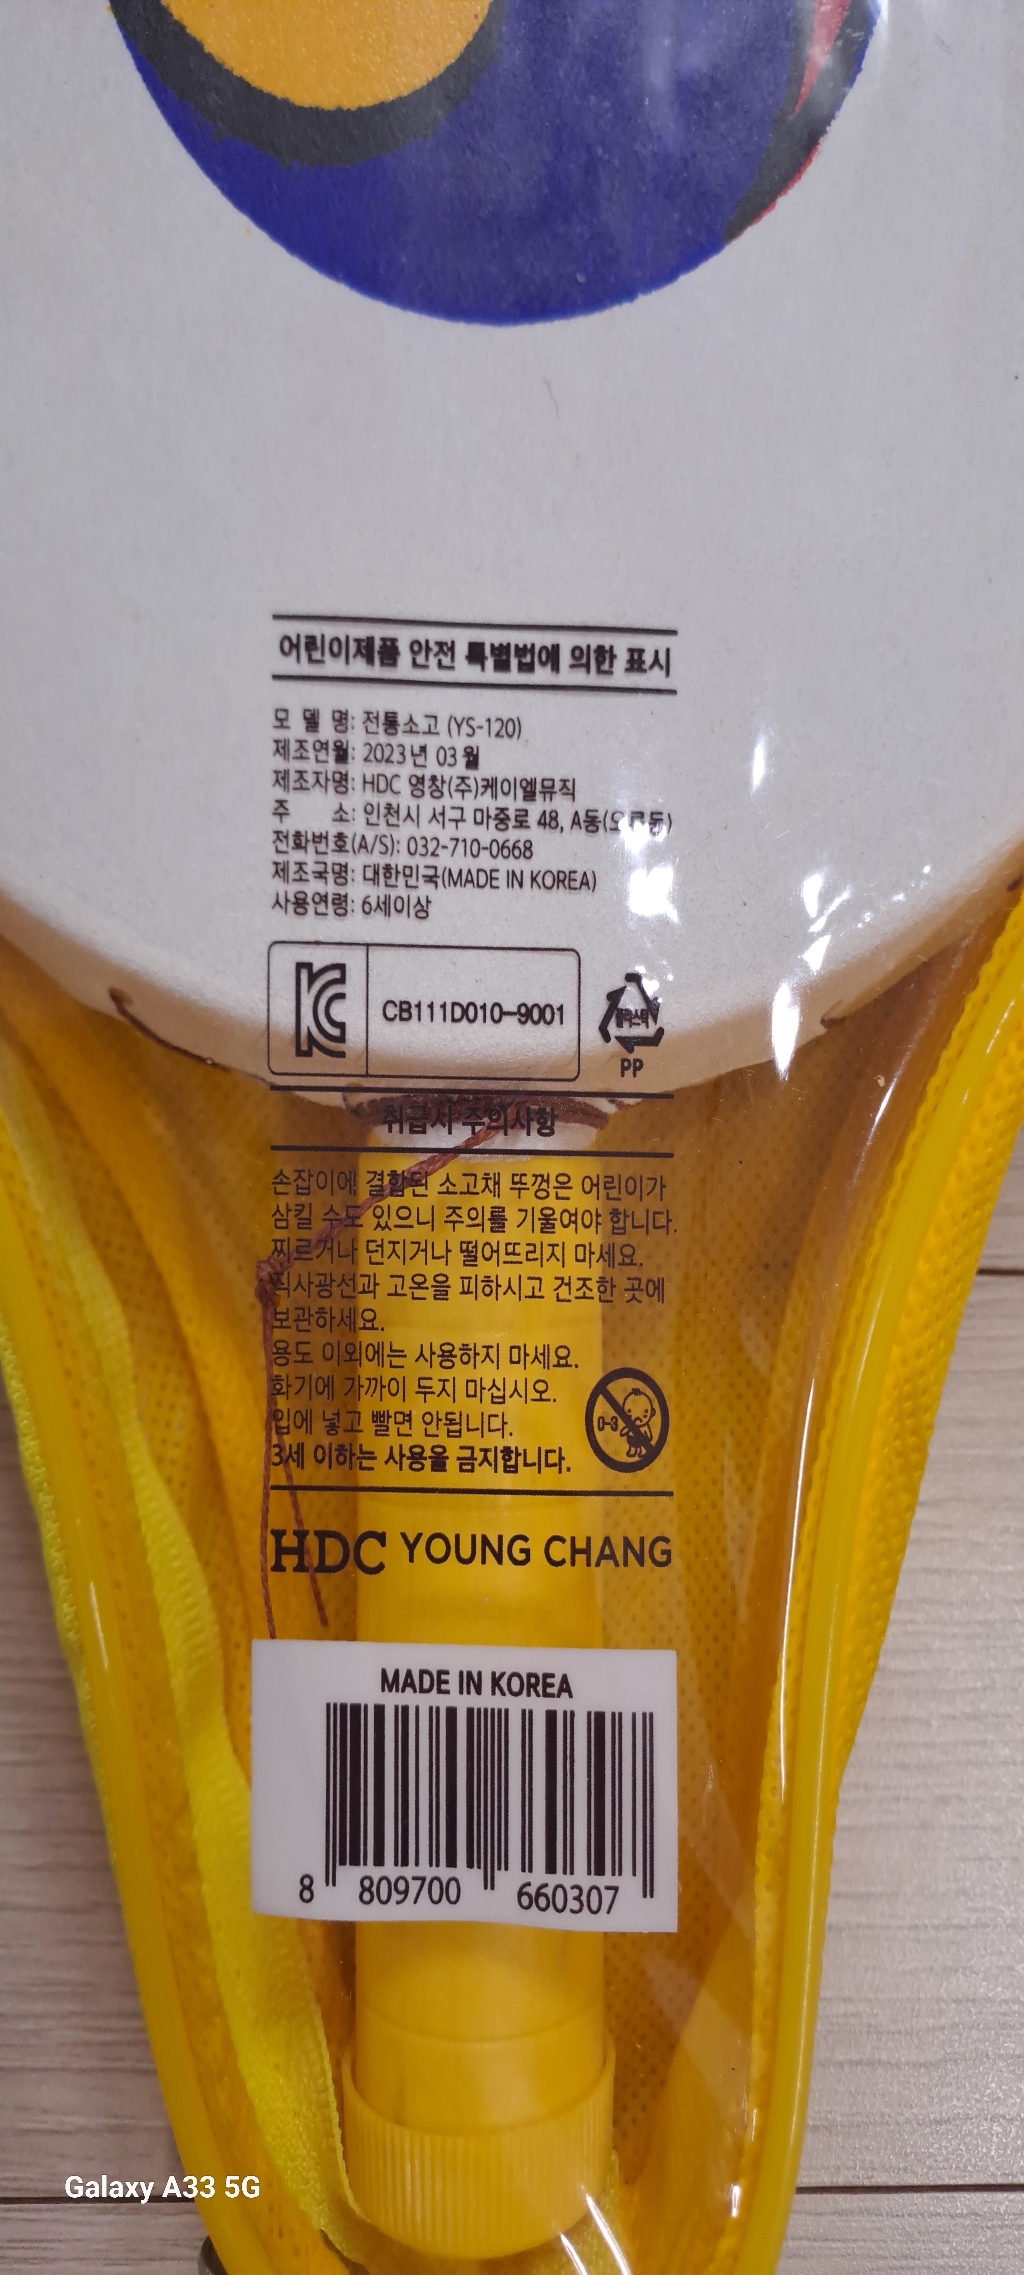 어린이제품 안전 특별법에 의한 표시
모 델 명: 전통소고 (YS-120)
제조연월: 2023년 03월
제조자명: HDC 영창(주)케이엘뮤직
주 소: 인천시 서구 마중로 48, A동(오류동)
전화번호(A/S): 032-710-0668
제조국명: 대한민국(MADE IN KOREA)
사용연령: 6세이상
CB111D010-9001
플라스틱
PP
취급시 주의사항
손잡이에 결합된 소고채 뚜껑은 어린이가
삼킬 수도 있으니 주의를 기울여야 합니다.
찌르거나 던지거나 떨어뜨리지 마세요.
직사광선과 고온을 피하시고 건조한 곳에
보관하세요.
용도 이외에는 사용하지 마세요.
화기에 가까이 두지 마십시오.
입에 넣고 빨면 안됩니다.
0-3
3세 이하는 사용을 금지합니다.
HDC YOUNG CHANG
MADE IN KOREA
8 809700 660307
Galaxy A33 5G